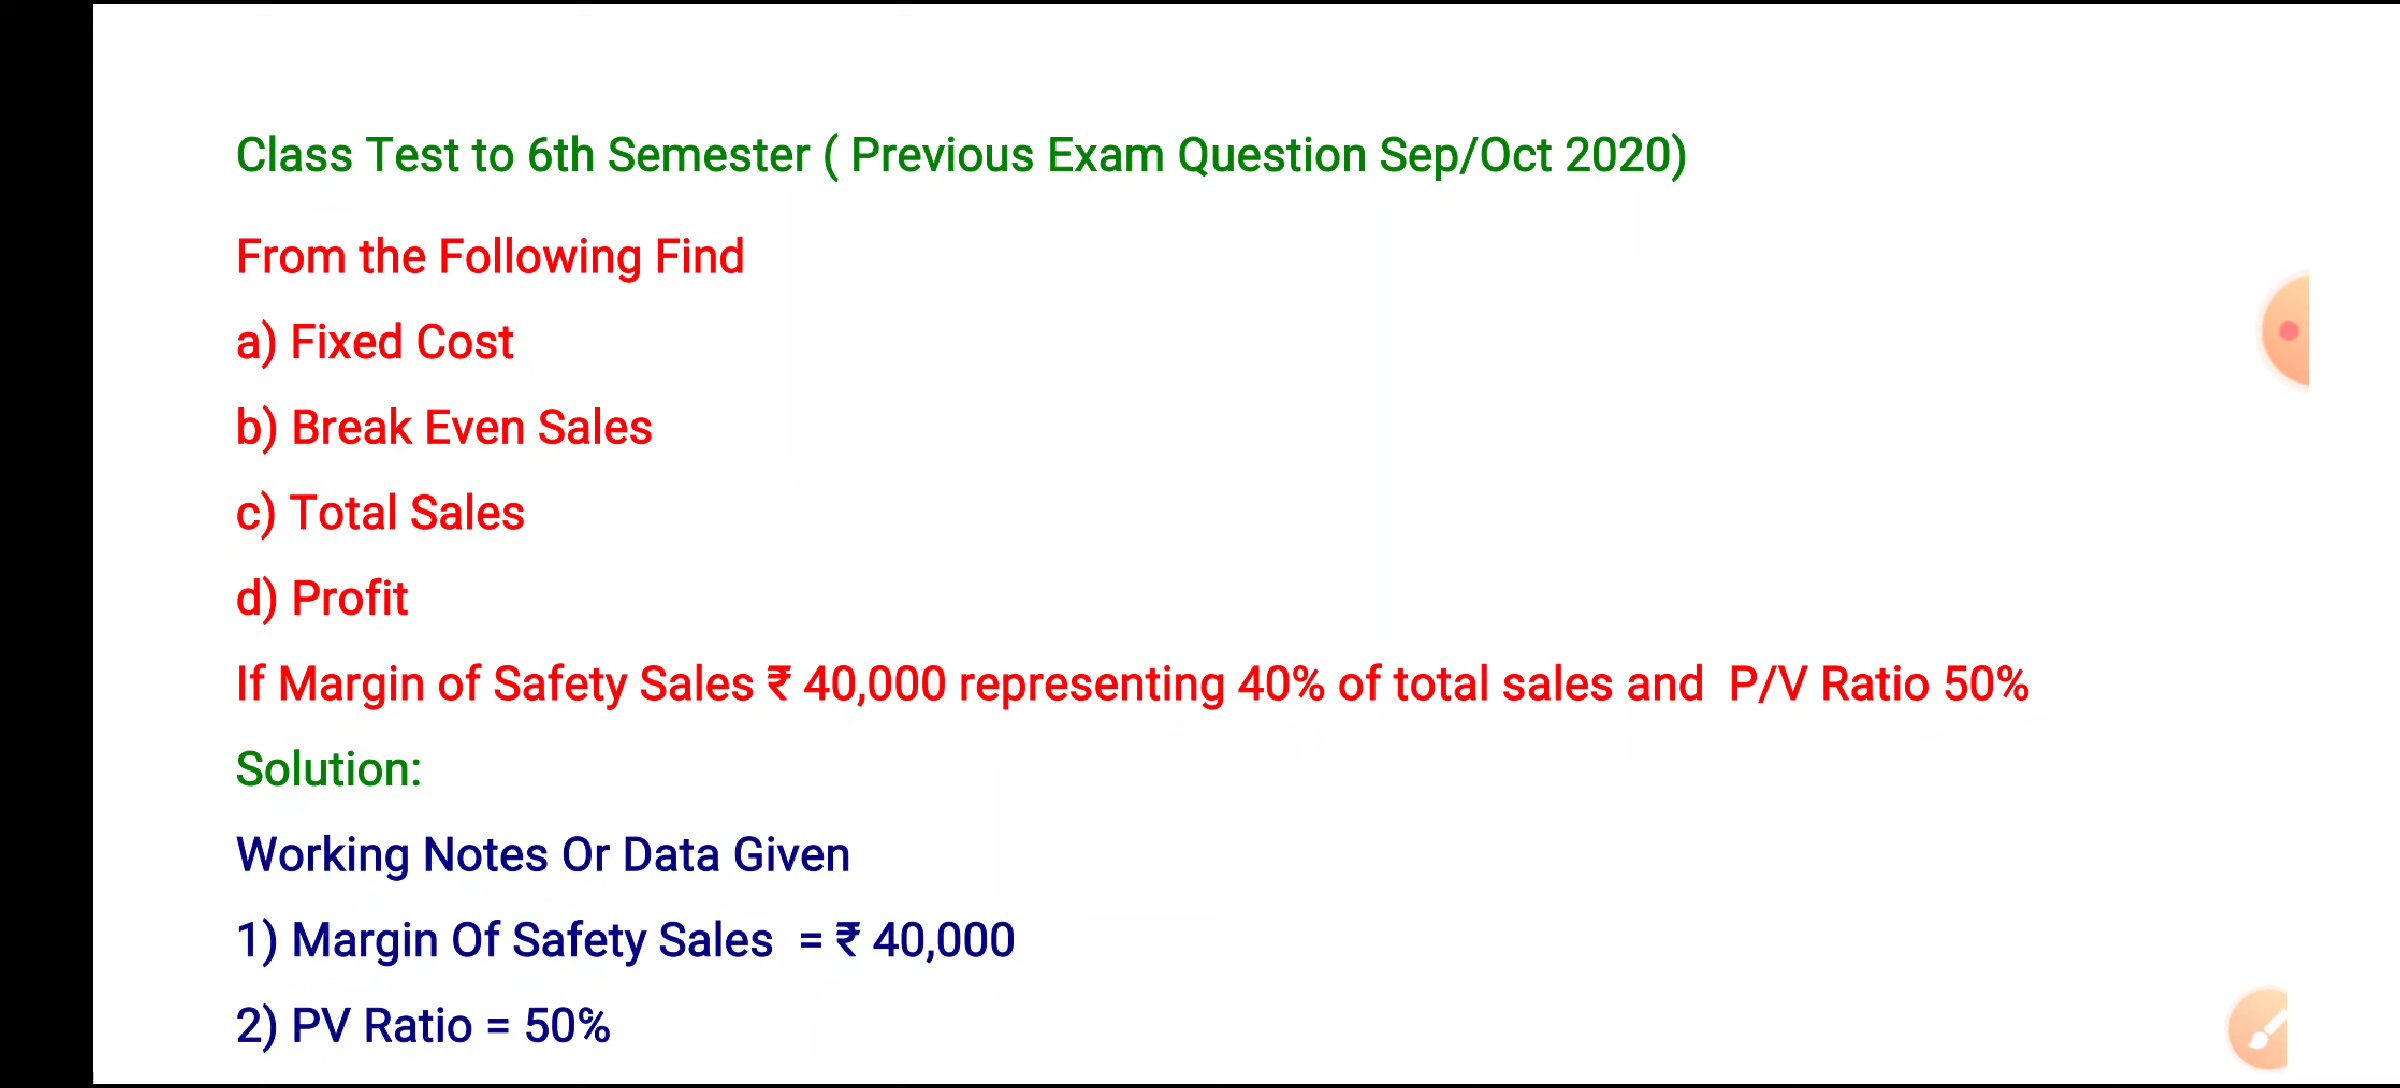 Class Test to 6th Semester ( Previous Exam Question Sep/Oct 2020)
From the Following Find
a) Fixed Cost
b) Break Even Sales
c) Total Sales
d) Profit
If Margin of Safety Sales ₹ 40,000 representing 40% of total sales and P/V Ratio 50%
Solution:
Working Notes Or Data Given
1) Margin Of Safety Sales = ₹ 40,000
2) PV Ratio = 50%